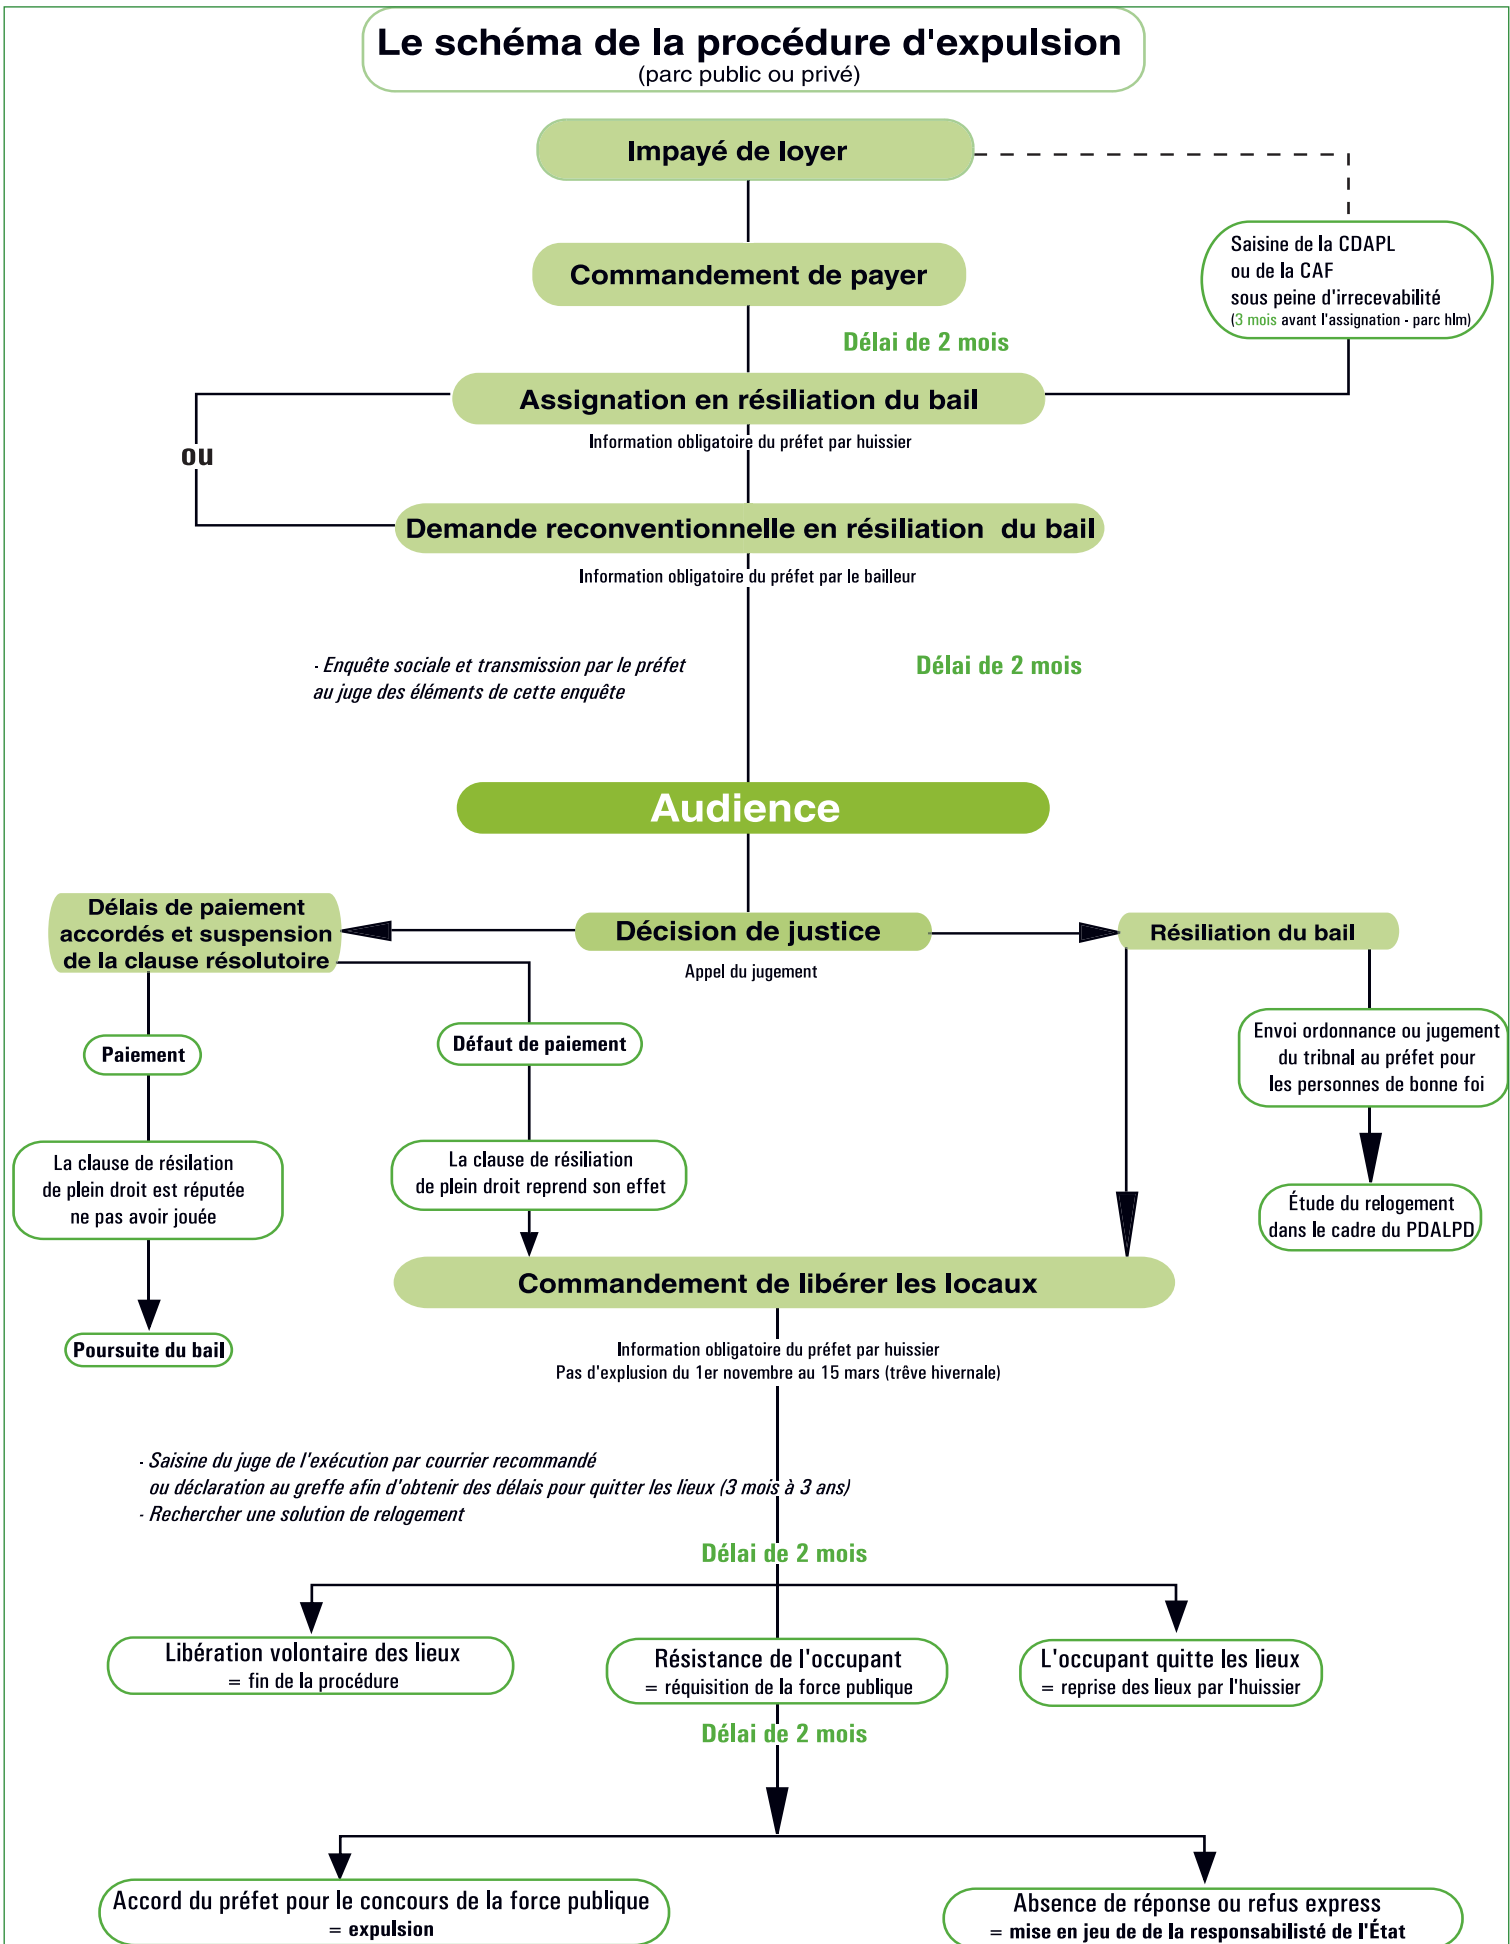 Le schéma de la procédure d'expulsion
(parc public ou privé)
Impayé de loyer
Saisine de la CDAPL
ou de la CAF
sous peine d'irrecevabilité
(3 mois avant l'assignation - parc hlm)
Commandement de payer
Délai de 2 mois
Assignation en résiliation du bail
Information obligatoire du préfet par huissier
ou
Demande reconventionnelle en résiliation du bail
Information obligatoire du préfet par le bailleur
- Enquête sociale et transmission par le préfet
au juge des éléments de cette enquête
Délai de 2 mois
Audience
Délais de paiement
accordés et suspension
de la clause résolutoire
Décision de justice
Appel du jugement
Résiliation du bail
Paiement
Défaut de paiement
Envoi ordonnance ou jugement
du tribnal au préfet pour
les personnes de bonne foi
La clause de résilation
de plein droit est réputée
ne pas avoir jouée
La clause de résiliation
de plein droit reprend son effet
Étude du relogement
dans le cadre du PDALPD
Commandement de libérer les locaux
Poursuite du bail
Information obligatoire du préfet par huissier
Pas d'explusion du 1er novembre au 15 mars (trêve hivernale)
- Saisine du juge de l'exécution par courrier recommandé
ou déclaration au greffe afin d'obtenir des délais pour quitter les lieux (3 mois à 3 ans)
- Rechercher une solution de relogement
Délai de 2 mois
Libération volontaire des lieux
= fin de la procédure
Résistance de l'occupant
= réquisition de la force publique
L'occupant quitte les lieux
= reprise des lieux par l'huissier
Délai de 2 mois
Accord du préfet pour le concours de la force publique
= expulsion
Absence de réponse ou refus express
= mise en jeu de de la responsabilisté de l'État